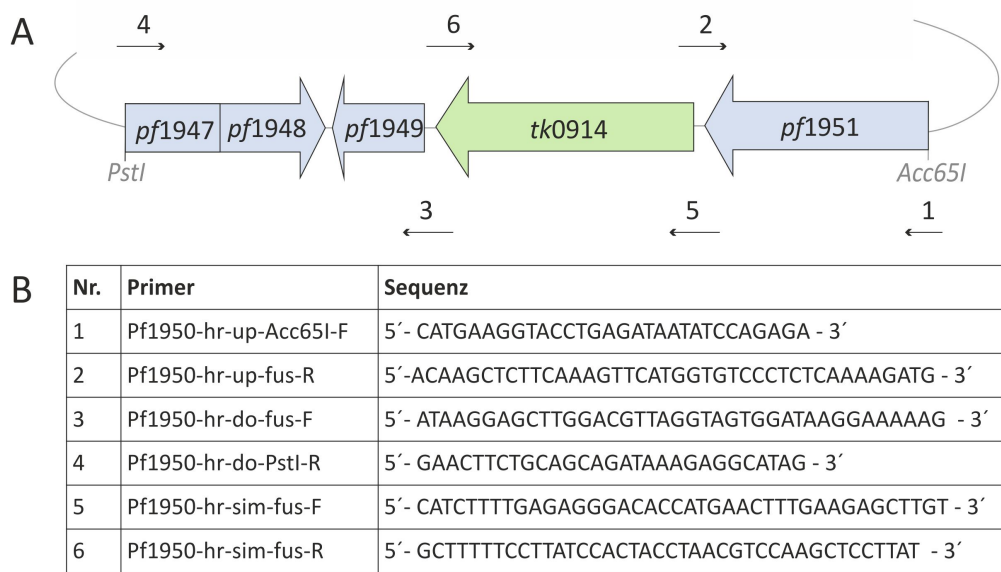 A
4 6 2
pf1947 pf1948 pf1949 tk0914 pf1951
PstI Acc65I
3 5 1
B
Nr. Primer Sequenz
1 Pf1950-hr-up-Acc65I-F 5´- CATGAAGGTACCTGAGATAATATCCAGAGA - 3´
2 Pf1950-hr-up-fus-R 5´-ACAAGCTCTTCAAAGTTCATGGTGTCCCTCTCAAAAGATG - 3´
3 Pf1950-hr-do-fus-F 5´- ATAAGGAGCTTGGACGTTAGGTAGTGGATAAGGAAAAAG - 3´
4 Pf1950-hr-do-PstI-R 5´- GAACTTCTGCAGCAGATAAAGAGGCATAG - 3´
5 Pf1950-hr-sim-fus-F 5´- CATCTTTTGAGAGGGACACCATGAACTTTGAAGAGCTTGT - 3´
6 Pf1950-hr-sim-fus-R 5´- GCTTTTTCCTTATCCACTACCTAACGTCCAAGCTCCTTAT - 3´